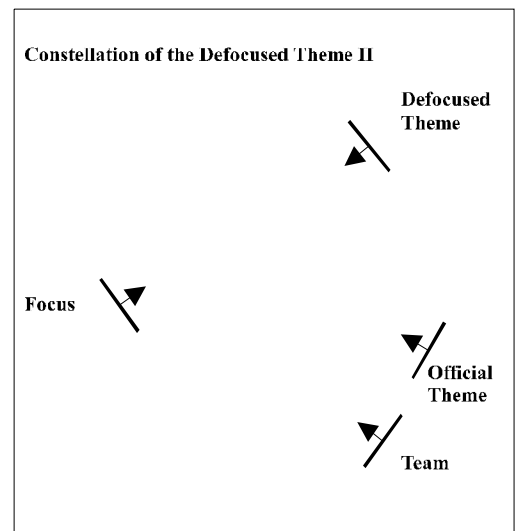 Constellation of the Defocused Theme II
Defocused
Theme
Focus
Official
Theme
Team